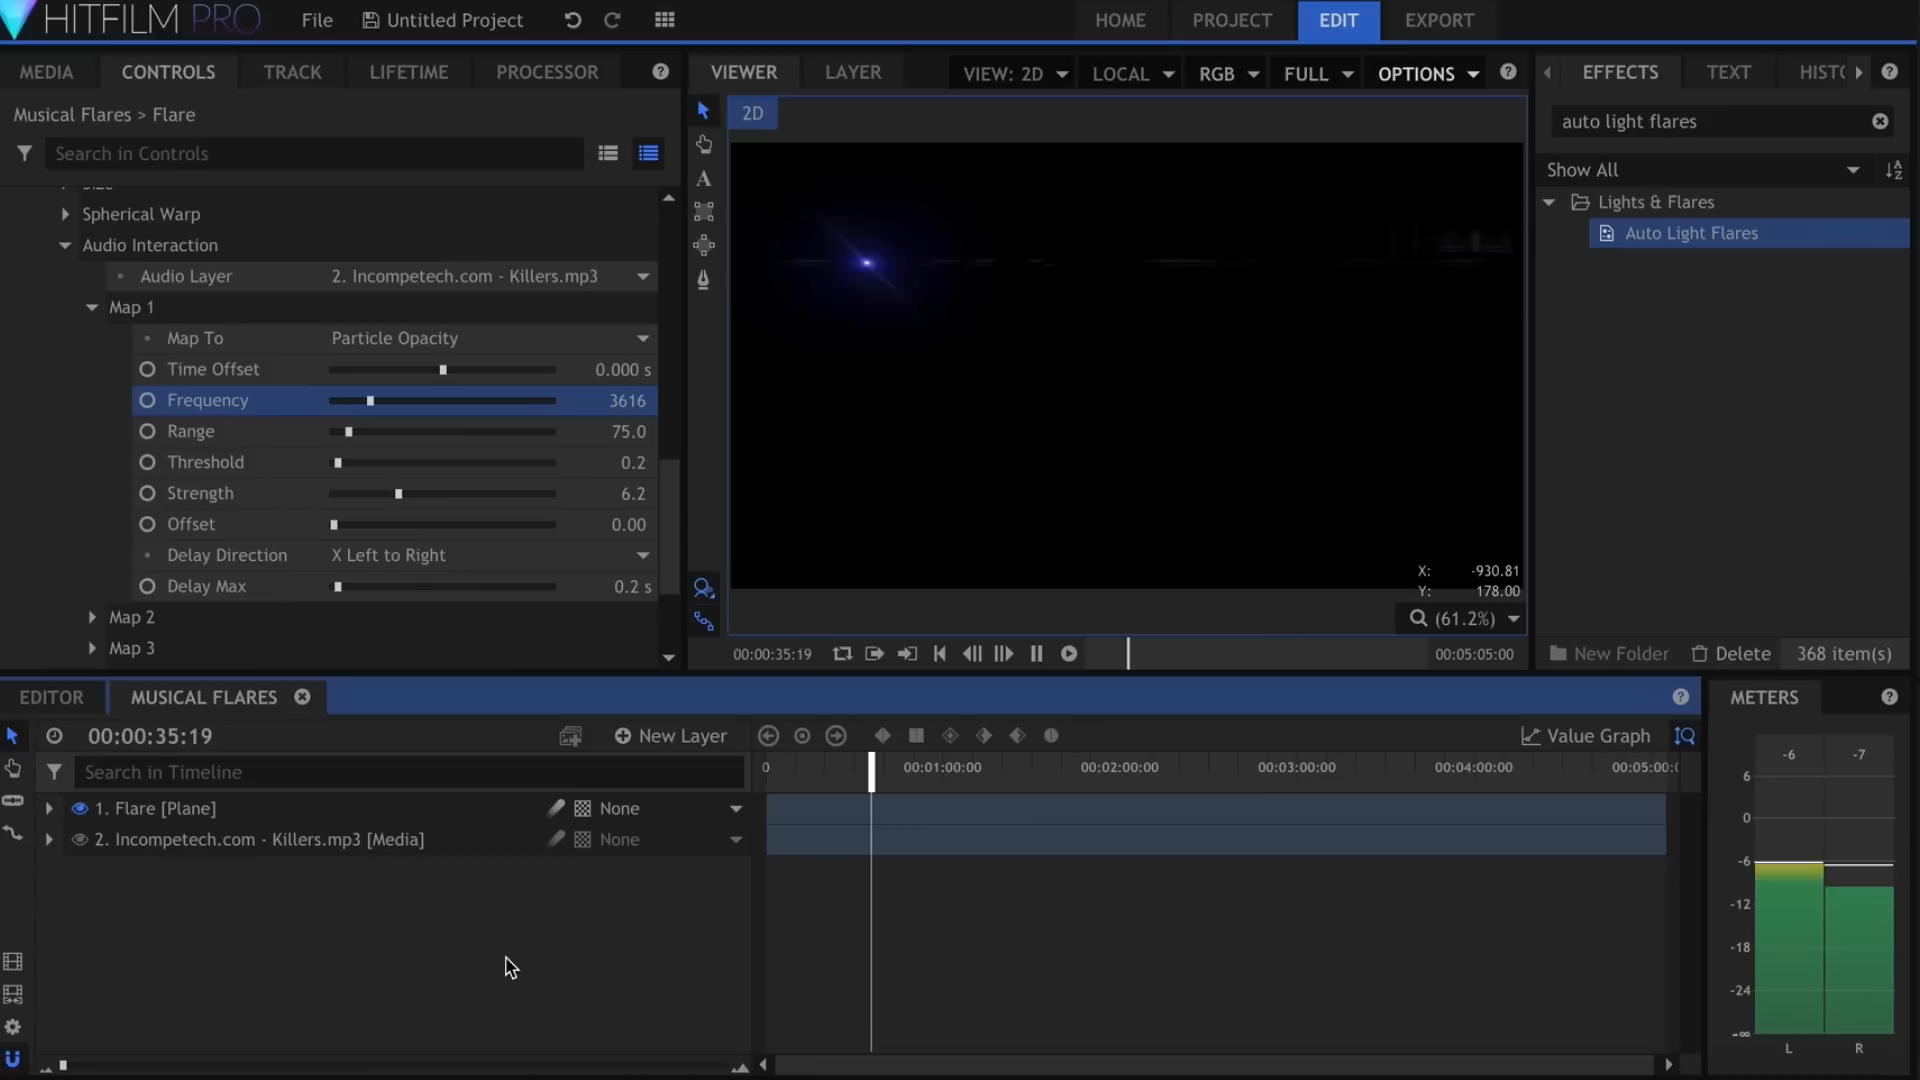 HITFILM PRO File Untitled Project HOME PROJECT EDIT EXPORT
MEDIA CONTROLS TRACK LIFETIME PROCESSOR
Musical Flares > Flare
Search in Controls
Size
Spherical Warp
Audio Interaction
Audio Layer 2. Incompetech.com - Killers.mp3
Map 1
Map To Particle Opacity
Time Offset 0.000 s
Frequency 3616
Range 75.0
Threshold 0.2
Strength 6.2
Offset 0.00
Delay Direction X Left to Right
Delay Max 0.2 s
Map 2
Map 3
VIEWER LAYER VIEW: 2D LOCAL RGB FULL OPTIONS
2D
X: -930.81
Y: 178.00
(61.2%)
00:00:35:19 00:05:05:00
EFFECTS TEXT HISTO
auto light flares
Show All
Lights & Flares
Auto Light Flares
New Folder Delete 368 item(s)
EDITOR MUSICAL FLARES
00:00:35:19 New Layer Value Graph
Search in Timeline
0 00:01:00:00 00:02:00:00 00:03:00:00 00:04:00:00 00:05:00:0
1. Flare [Plane] None
2. Incompetech.com - Killers.mp3 [Media] None
METERS
-6 -7
6
0
-6
-12
-18
-24
-∞
L R